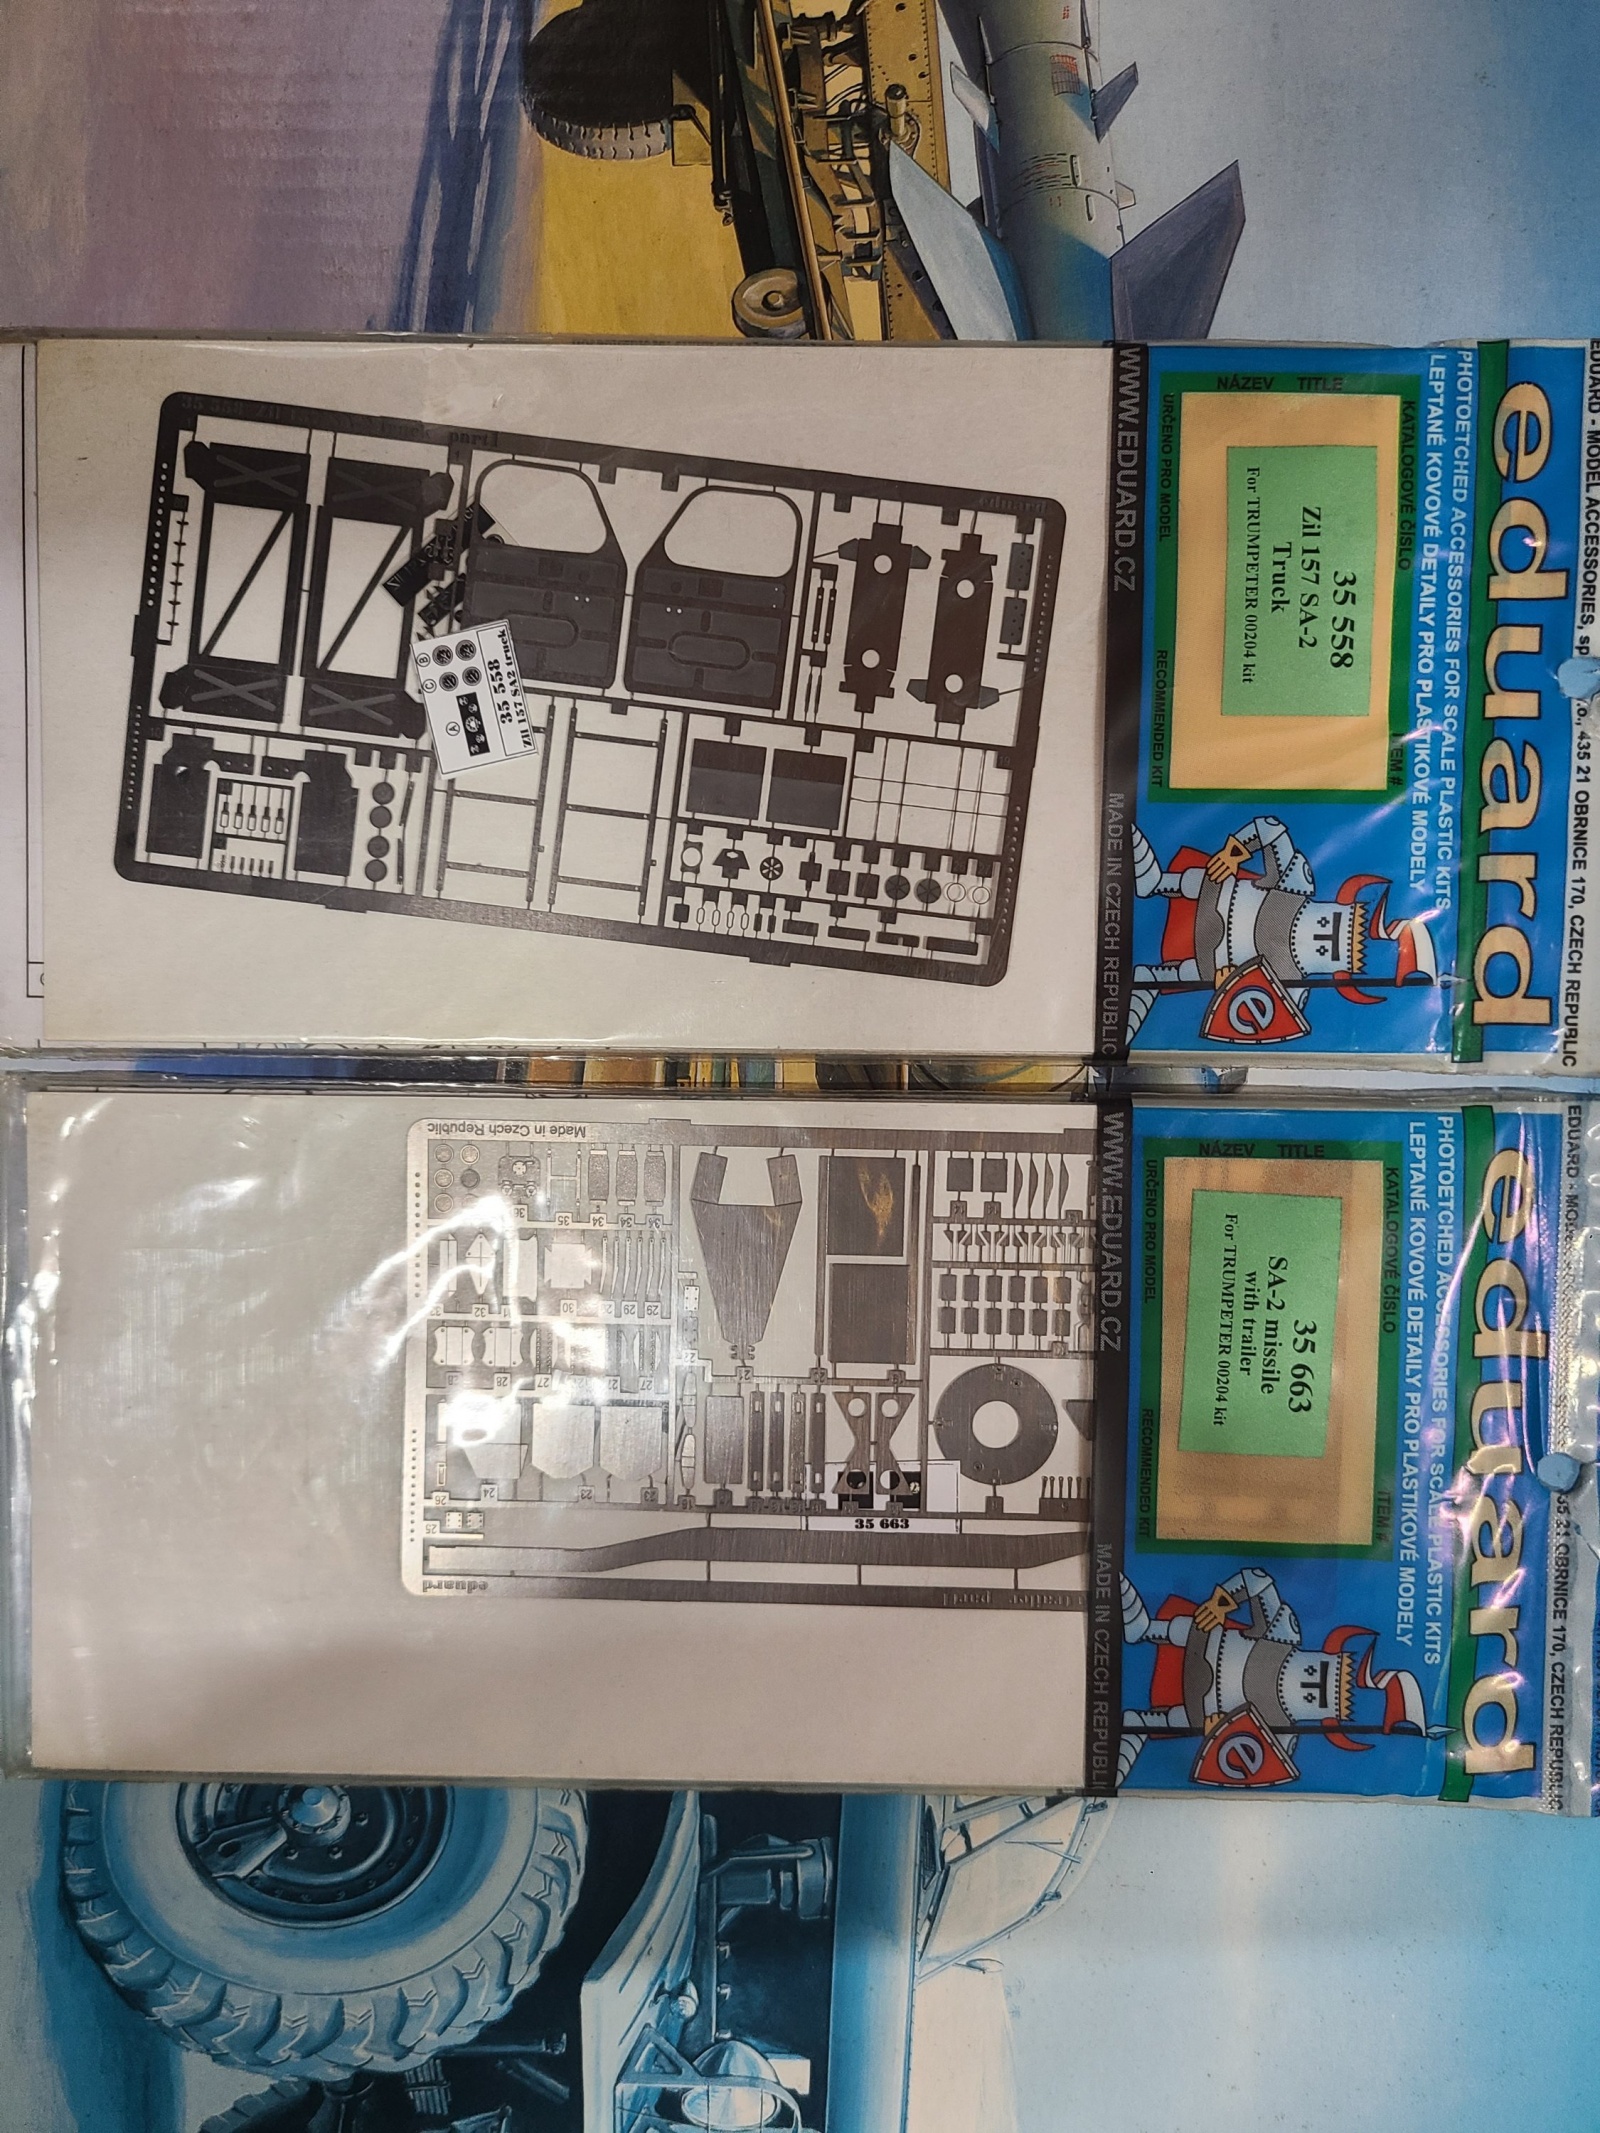 EDUARD - MODEL ACCESSORIES, 435 21 OBRNICE 170, CZECH REPUBLIC
eduard
PHOTOETCHED ACCESSORIES FOR SCALE PLASTIC KITS
LEPTANÉ KOVOVÉ DETAILY PRO PLASTIKOVÉ MODELY
KATALOGOVÉ ČÍSLO ITEM #
35 558
Zil 157 SA-2
Truck
For TRUMPETER 00204 kit
NÁZEV TITLE
URČENO PRO MODEL RECOMMENDED KIT
e
WWW.EDUARD.CZ MADE IN CZECH REPUBLIC
eduard
part1
A
B
C
35 558
Zil 157 SA2 truck
EDUARD - 21 OBRNICE 170, CZECH REPUBLIC
eduard
PHOTOETCHED ACCESSORIES FOR SCALE PLASTIC KITS
LEPTANÉ KOVOVÉ DETAILY PRO PLASTIKOVÉ MODELY
KATALOGOVÉ ČÍSLO ITEM #
35 663
SA-2 missile
with trailer
For TRUMPETER 00204 kit
NÁZEV TITLE
URČENO PRO MODEL RECOMMENDED KIT
e
WWW.EDUARD.CZ MADE IN CZECH REPUBLIC
Made in Czech Republic
35 663
eduard
part1